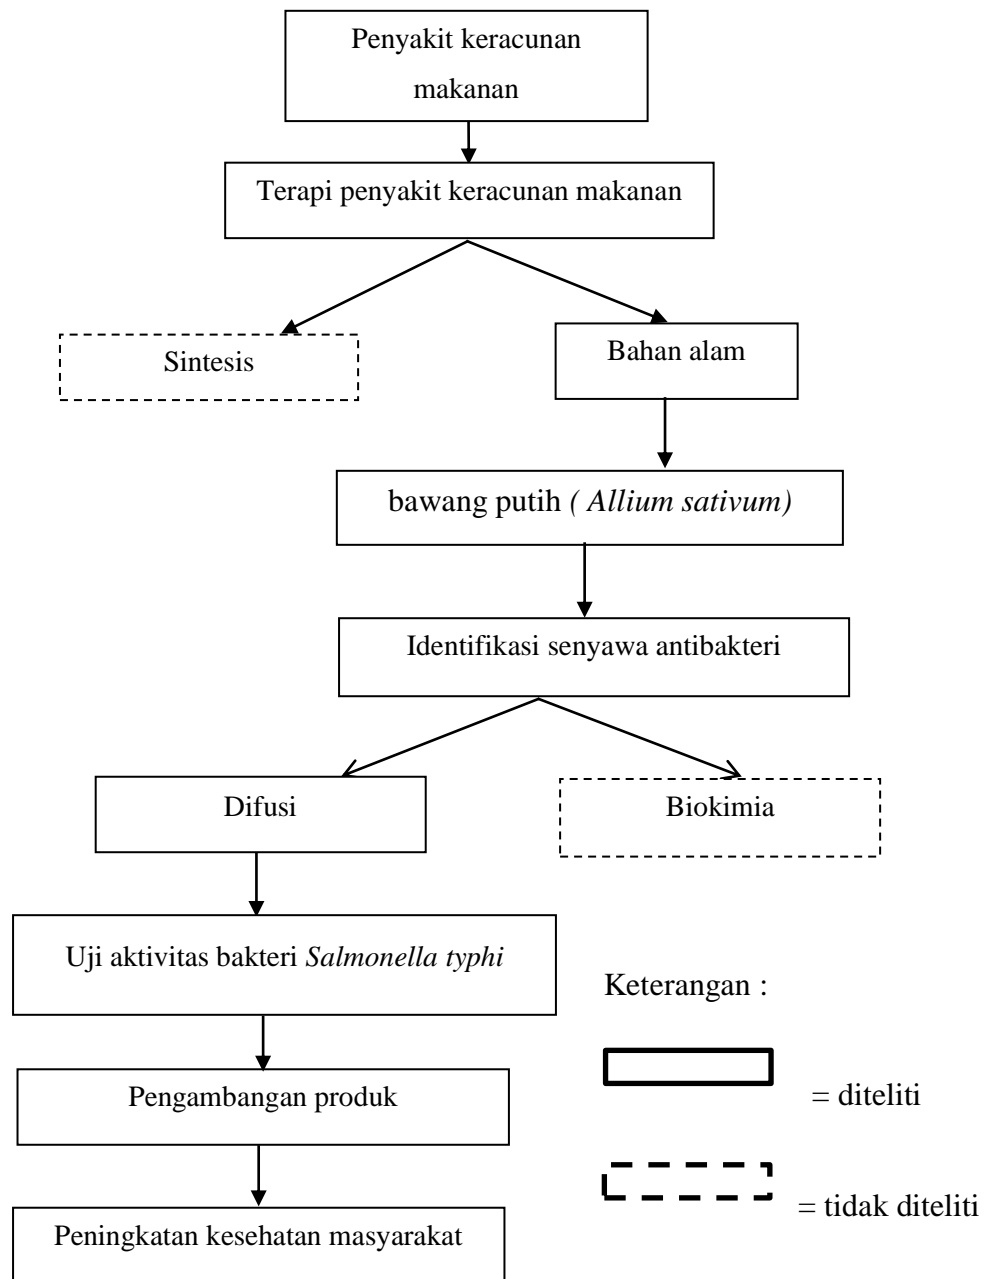 Penyakit keracunan
makanan
Terapi penyakit keracunan makanan
Sintesis
Bahan alam
bawang putih ( Allium sativum)
Identifikasi senyawa antibakteri
Difusi
Biokimia
Uji aktivitas bakteri Salmonella typhi
Keterangan :
Pengambangan produk
= diteliti
= tidak diteliti
Peningkatan kesehatan masyarakat